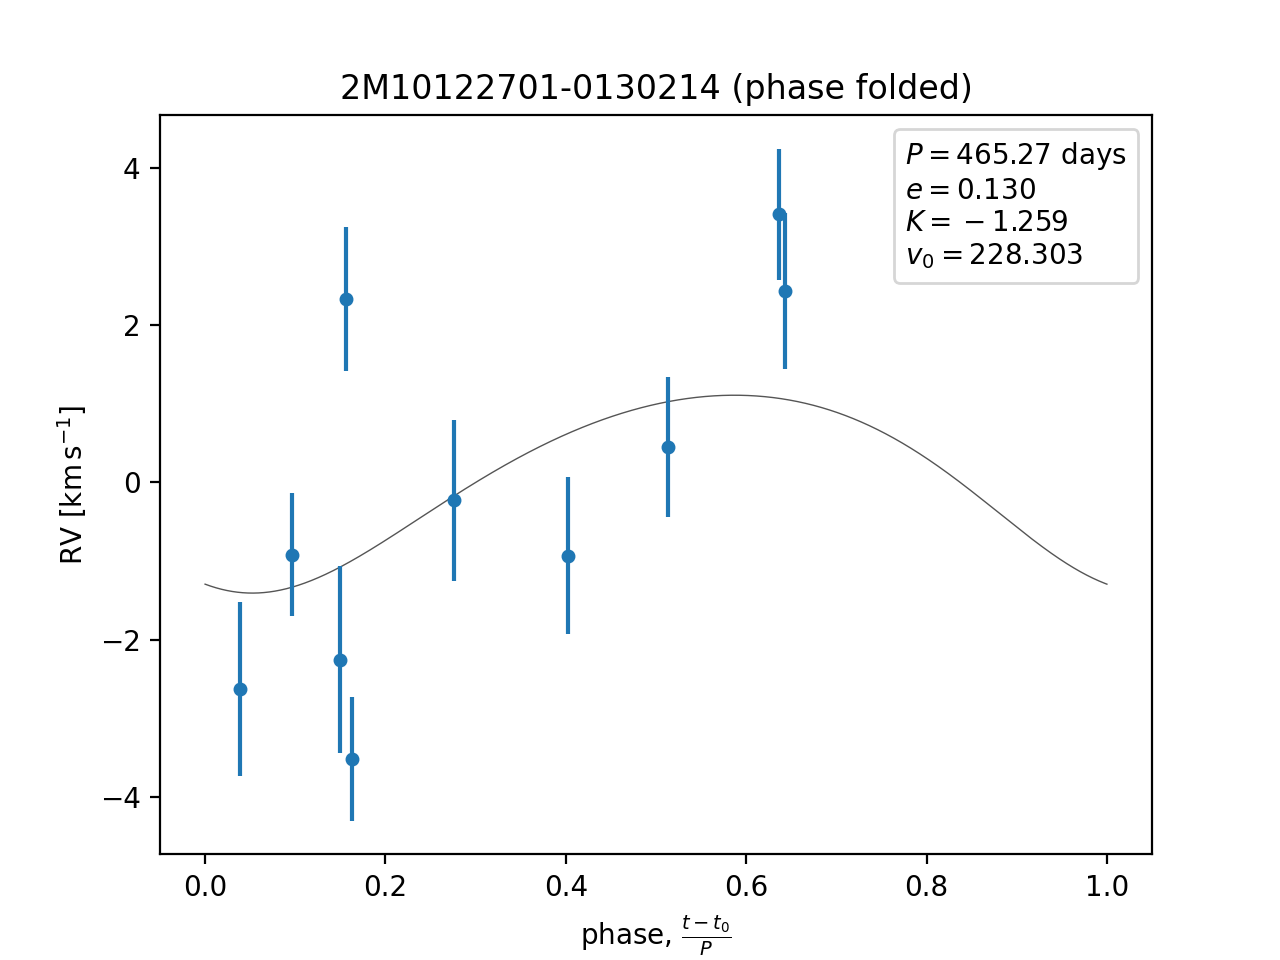 2M10122701-0130214 (phase folded)
P = 465.27 days
e = 0.130
K = −1.259
v₀ = 228.303
RV [km s⁻¹]
4
2
0
−2
−4
0.0 0.2 0.4 0.6 0.8 1.0
phase, (t − t₀)/P